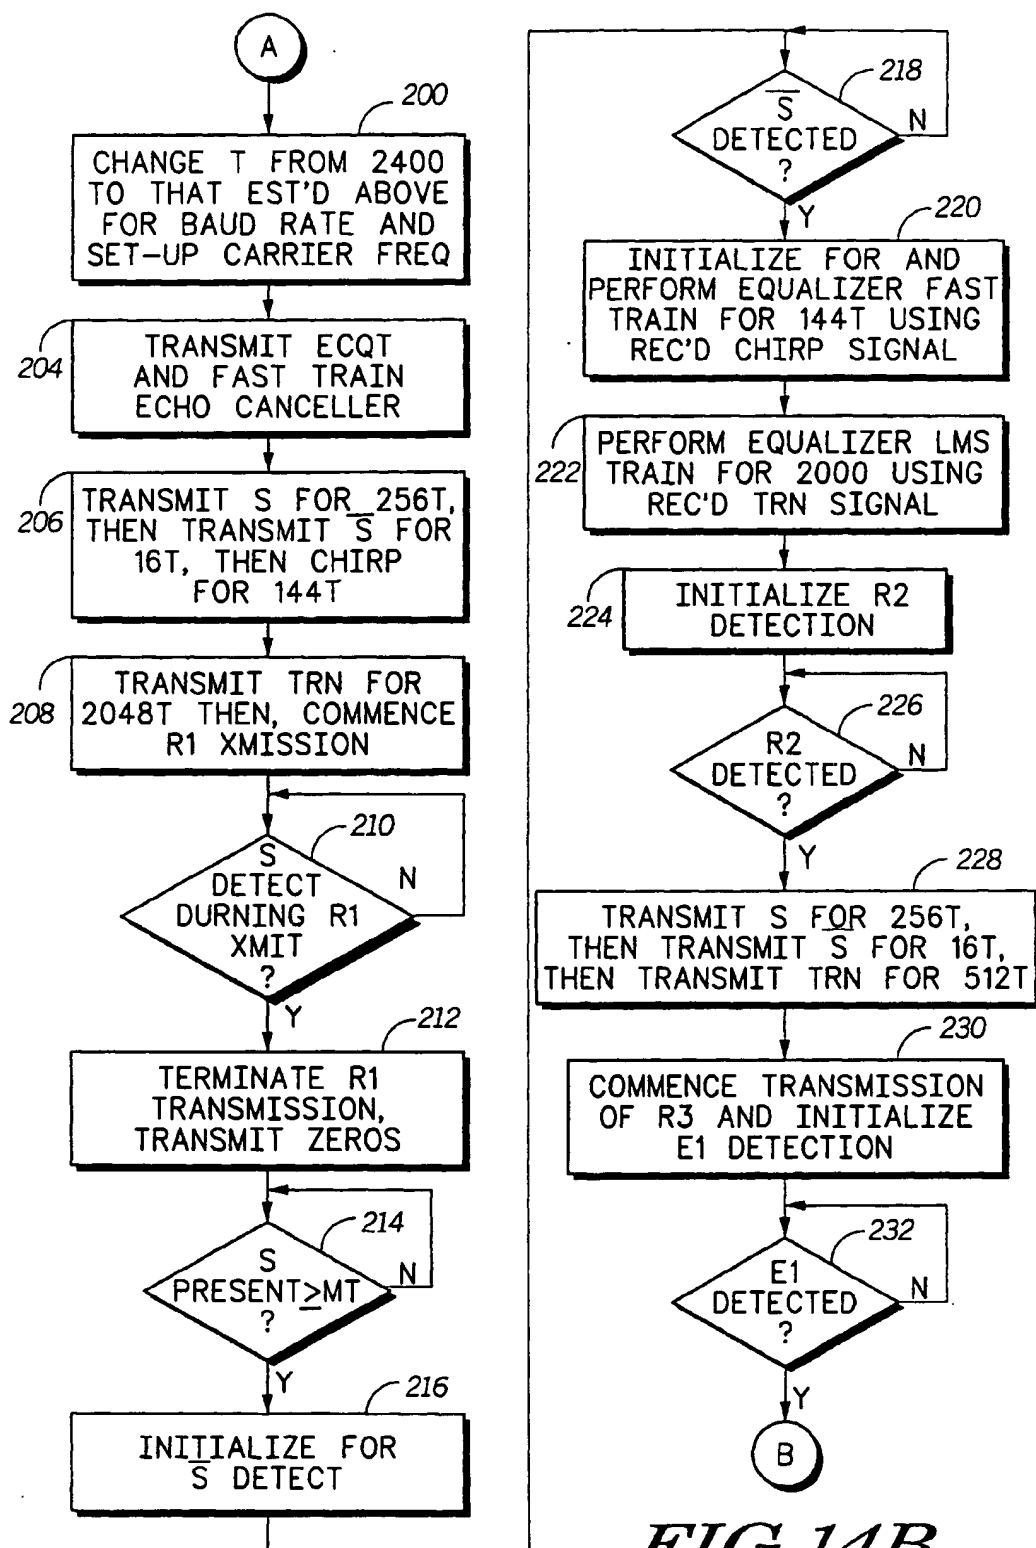 A
200
CHANGE T FROM 2400
TO THAT EST'D ABOVE
FOR BAUD RATE AND
SET-UP CARRIER FREQ
204
TRANSMIT ECQT
AND FAST TRAIN
ECHO CANCELLER
206
TRANSMIT S FOR 256T,
THEN TRANSMIT S̅ FOR
16T, THEN CHIRP
FOR 144T
208
TRANSMIT TRN FOR
2048T THEN, COMMENCE
R1 XMISSION
210
S
DETECT
DURNING R1
XMIT
?
N
Y
212
TERMINATE R1
TRANSMISSION,
TRANSMIT ZEROS
214
S
PRESENT≥MT
?
N
Y
216
INITIALIZE FOR
S̅ DETECT
218
S̅
DETECTED
?
N
Y
220
INITIALIZE FOR AND
PERFORM EQUALIZER FAST
TRAIN FOR 144T USING
REC'D CHIRP SIGNAL
222
PERFORM EQUALIZER LMS
TRAIN FOR 2000 USING
REC'D TRN SIGNAL
224
INITIALIZE R2
DETECTION
226
R2
DETECTED
?
N
Y
228
TRANSMIT S FOR 256T,
THEN TRANSMIT S̅ FOR 16T,
THEN TRANSMIT TRN FOR 512T
230
COMMENCE TRANSMISSION
OF R3 AND INITIALIZE
E1 DETECTION
232
E1
DETECTED
?
N
Y
B
FIG.14B